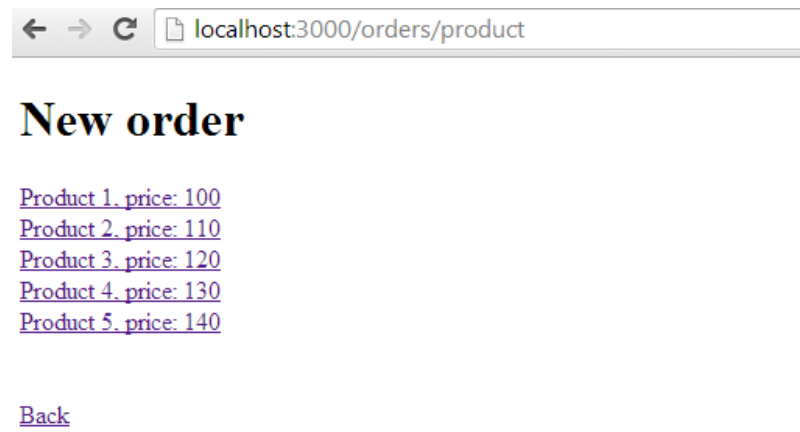 localhost:3000/orders/product
New order
Product 1, price: 100
Product 2, price: 110
Product 3, price: 120
Product 4, price: 130
Product 5, price: 140
Back